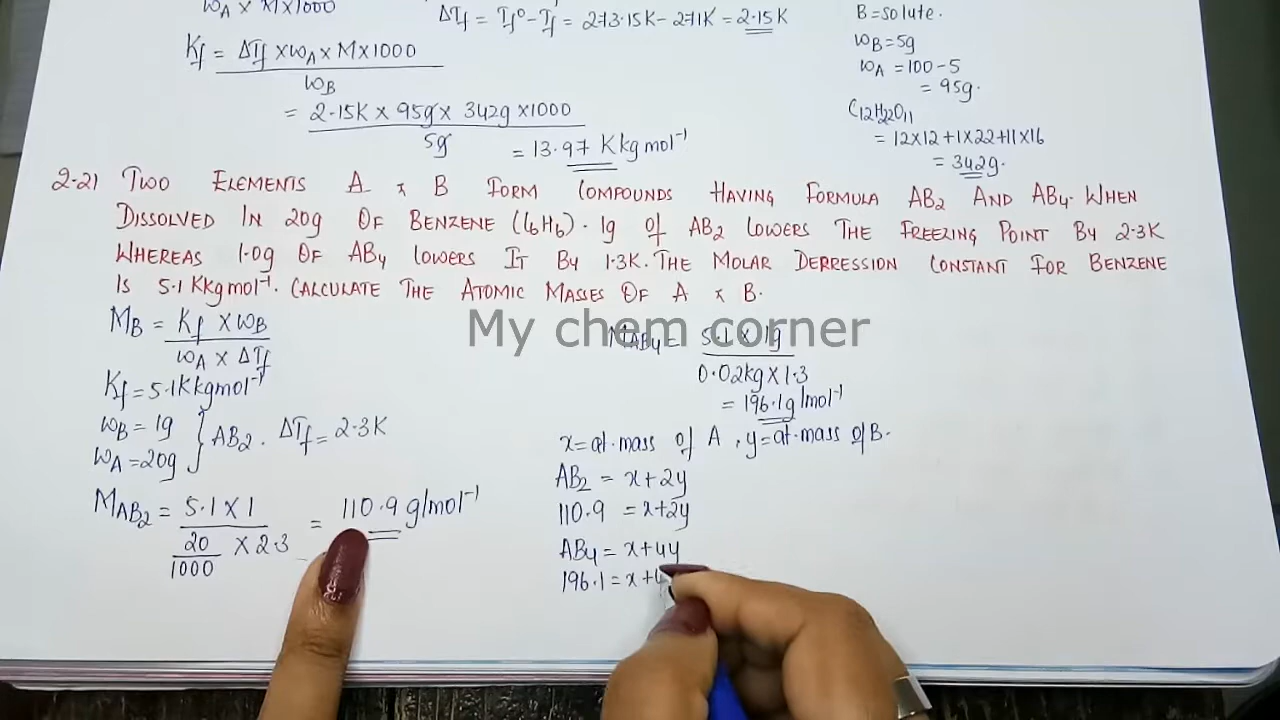 wA × M×1000
ΔTf = Tf° - Tf = 273.15K - 271K = 2.15K
Kf = ΔTf × wA × M × 1000
wB
= 2.15K × 95g × 342g × 1000
5g
= 13.97 K kg mol⁻¹
B = solute.
wB = 5g
wA = 100 - 5
= 95g.
C12H22O11
= 12×12 + 1×22 + 11×16
= 342g.
2.21 TWO ELEMENTS A & B FORM COMPOUNDS HAVING FORMULA AB2 AND AB4. WHEN
DISSOLVED IN 20g OF BENZENE (C6H6). 1g of AB2 LOWERS THE FREEZING POINT BY 2.3K
WHEREAS 1.0g OF AB4 LOWERS IT BY 1.3K. THE MOLAR DERRESSION CONSTANT FOR BENZENE
IS 5.1 KKgmol⁻¹. CALCULATE THE ATOMIC MASSES OF A & B.
My chem corner
MB = Kf × wB
wA × ΔTf
Kf = 5.1Kkgmol⁻¹
wB = 1g
wA = 20g
} AB2. ΔTf = 2.3K
MAB2 = 5.1 × 1
20
1000
× 2.3
= 110.9 g/mol⁻¹
MAB4 = 5.1 × 1g
0.02kg × 1.3
= 196.1g/mol⁻¹
x = at.mass of A, y = at.mass of B.
AB2 = x+2y
110.9 = x+2y
AB4 = x+4y
196.1 = x+4